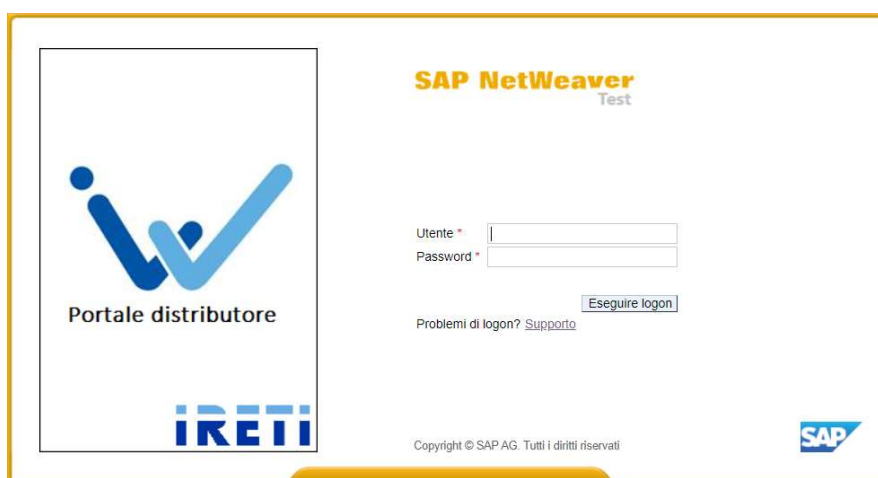 SAP NetWeaver
Test
Utente *
Password *
Eseguire logon
Portale distributore
Problemi di logon? Supporto
IRETI
Copyright © SAP AG. Tutti i diritti riservati
SAP